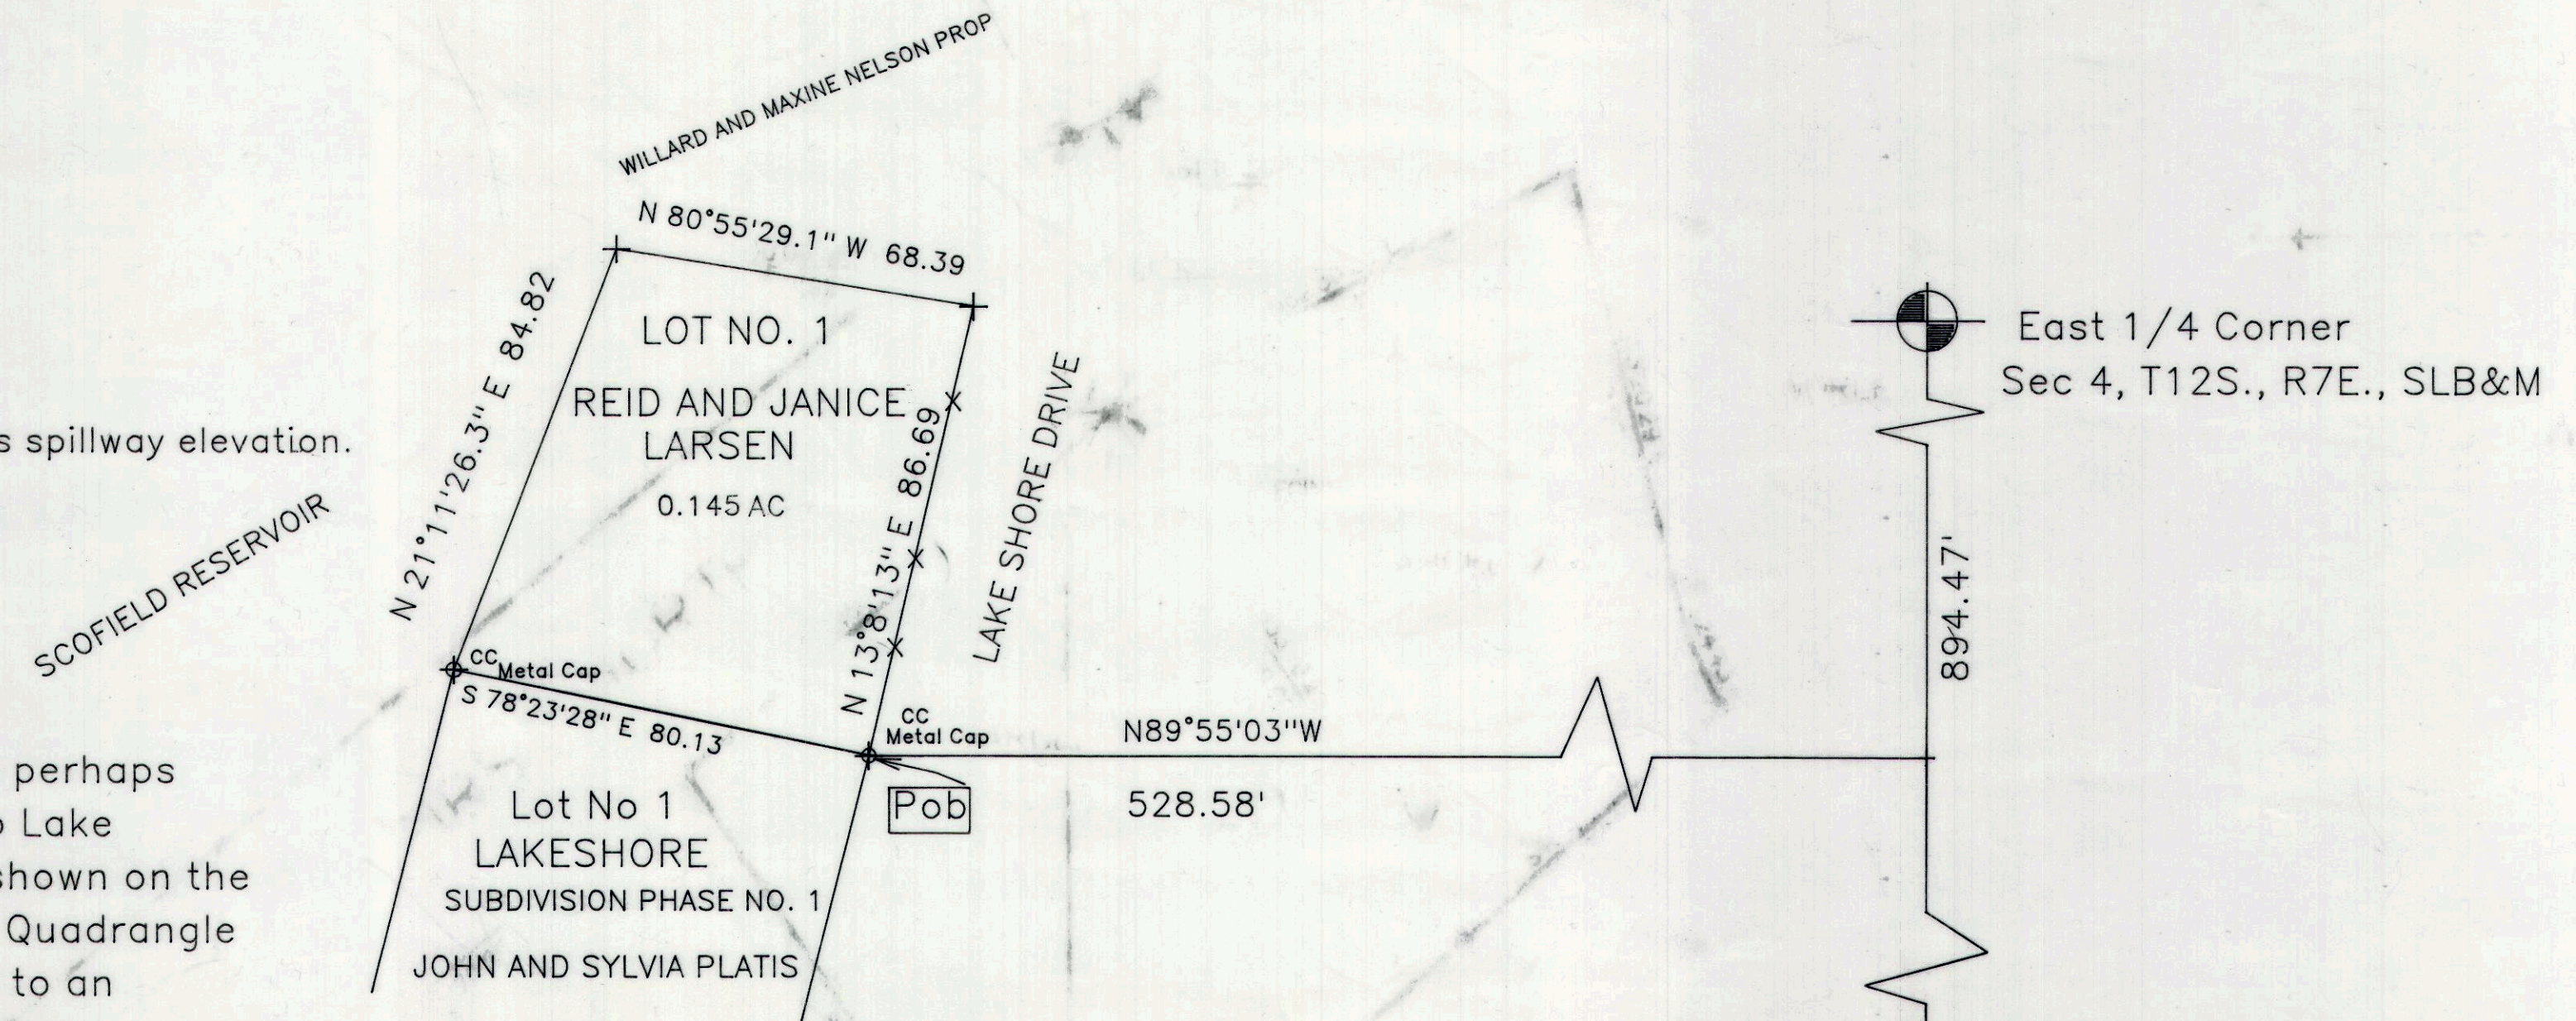 WILLARD AND MAXINE NELSON PROP
N 80°55'29.1" W 68.39
N 21°11'26.3" E 84.82
LOT NO. 1
REID AND JANICE
LARSEN
0.145 AC
N 13°8'13" E 86.69
LAKE SHORE DRIVE
East 1/4 Corner
Sec 4, T12S., R7E., SLB&M
s spillway elevation.
SCOFIELD RESERVOIR
894.47'
CC
Metal Cap
S 78°23'28" E 80.13
CC
Metal Cap
N89°55'03"W
528.58'
Pob
perhaps
Lake
shown on the
Quadrangle
to an
Lot No 1
LAKESHORE
SUBDIVISION PHASE NO. 1
JOHN AND SYLVIA PLATIS